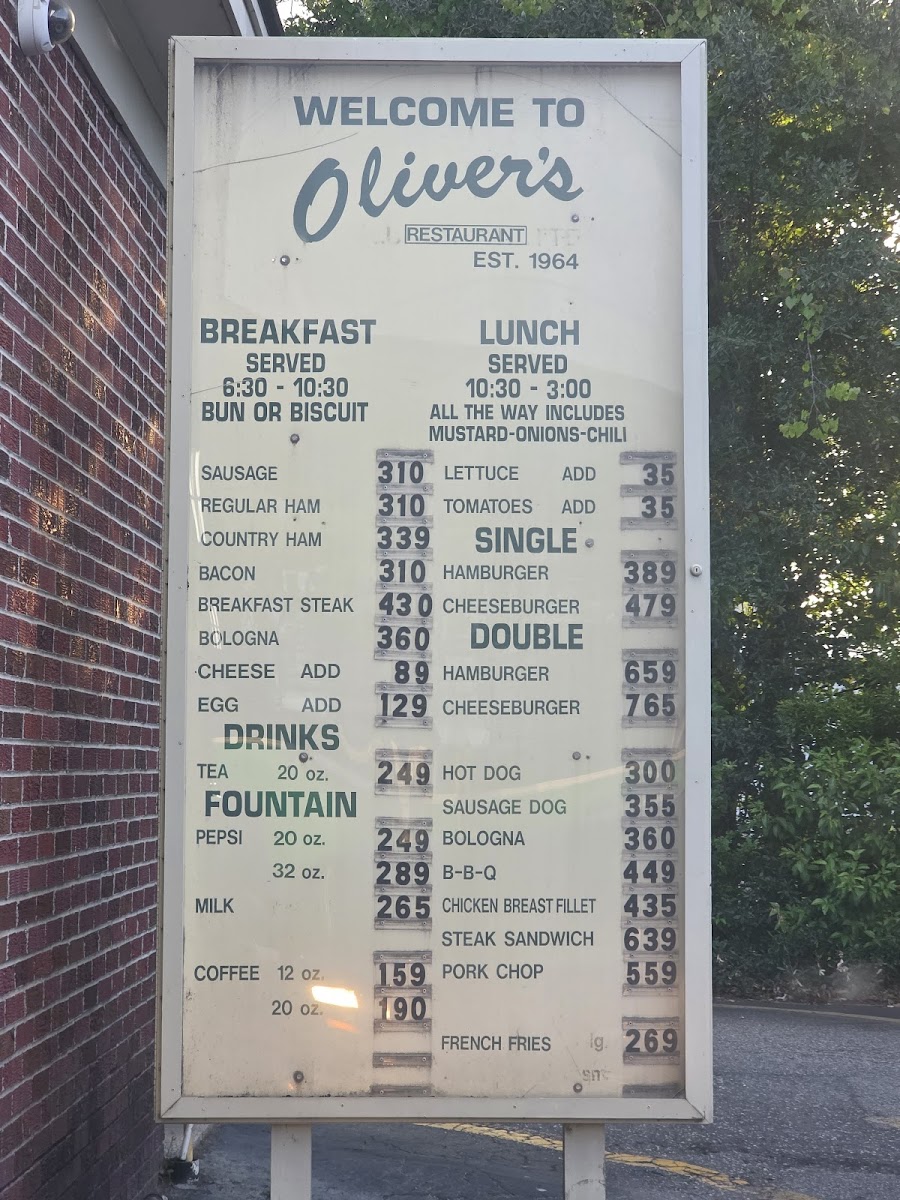 WELCOME TO
Oliver's
RESTAURANT
EST. 1964
BREAKFAST
SERVED
6:30 - 10:30
BUN OR BISCUIT
SAUSAGE 310
REGULAR HAM 310
COUNTRY HAM 339
BACON 310
BREAKFAST STEAK 430
BOLOGNA 360
CHEESE ADD 89
EGG ADD 129
DRINKS
TEA 20 oz. 249
FOUNTAIN
PEPSI 20 oz. 249
32 oz. 289
MILK 265
COFFEE 12 oz. 159
20 oz. 190
LUNCH
SERVED
10:30 - 3:00
ALL THE WAY INCLUDES
MUSTARD-ONIONS-CHILI
LETTUCE ADD 35
TOMATOES ADD 35
SINGLE
HAMBURGER 389
CHEESEBURGER 479
DOUBLE
HAMBURGER 659
CHEESEBURGER 765
HOT DOG 300
SAUSAGE DOG 355
BOLOGNA 360
B-B-Q 449
CHICKEN BREAST FILLET 435
STEAK SANDWICH 639
PORK CHOP 559
FRENCH FRIES lg. 269